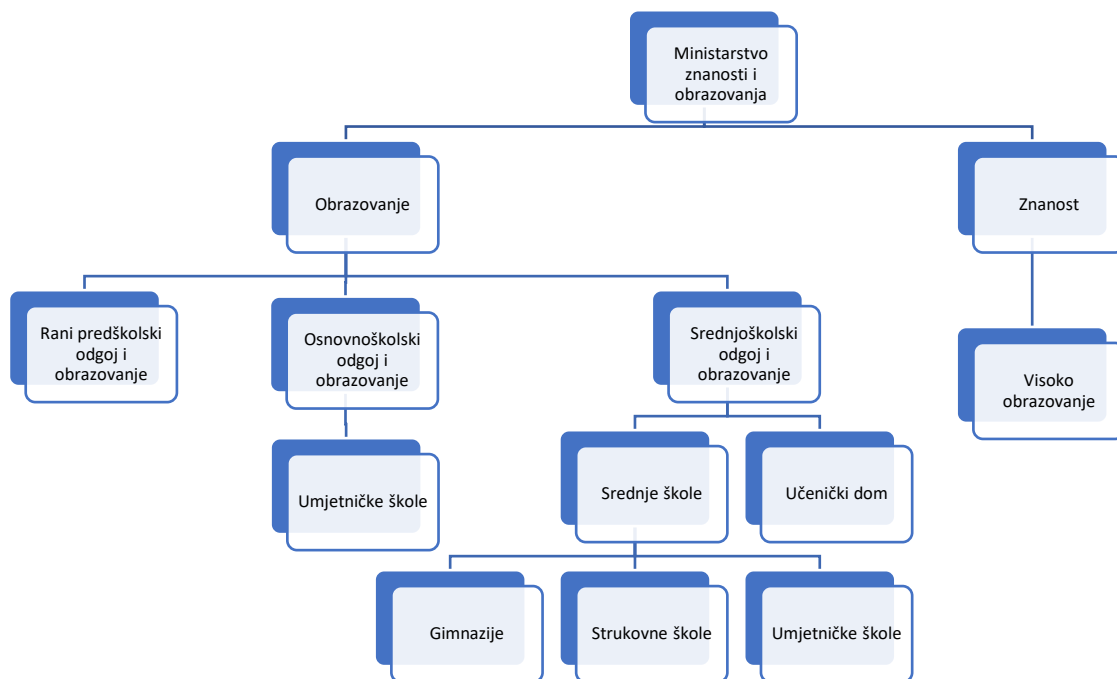 Ministarstvo
znanosti i
obrazovanja
Obrazovanje
Znanost
Rani predškolski
odgoj i
obrazovanje
Osnovnoškolski
odgoj i
obrazovanje
Srednjoškolski
odgoj i
obrazovanje
Visoko
obrazovanje
Umjetničke škole
Srednje škole
Učenički dom
Gimnazije
Strukovne škole
Umjetničke škole